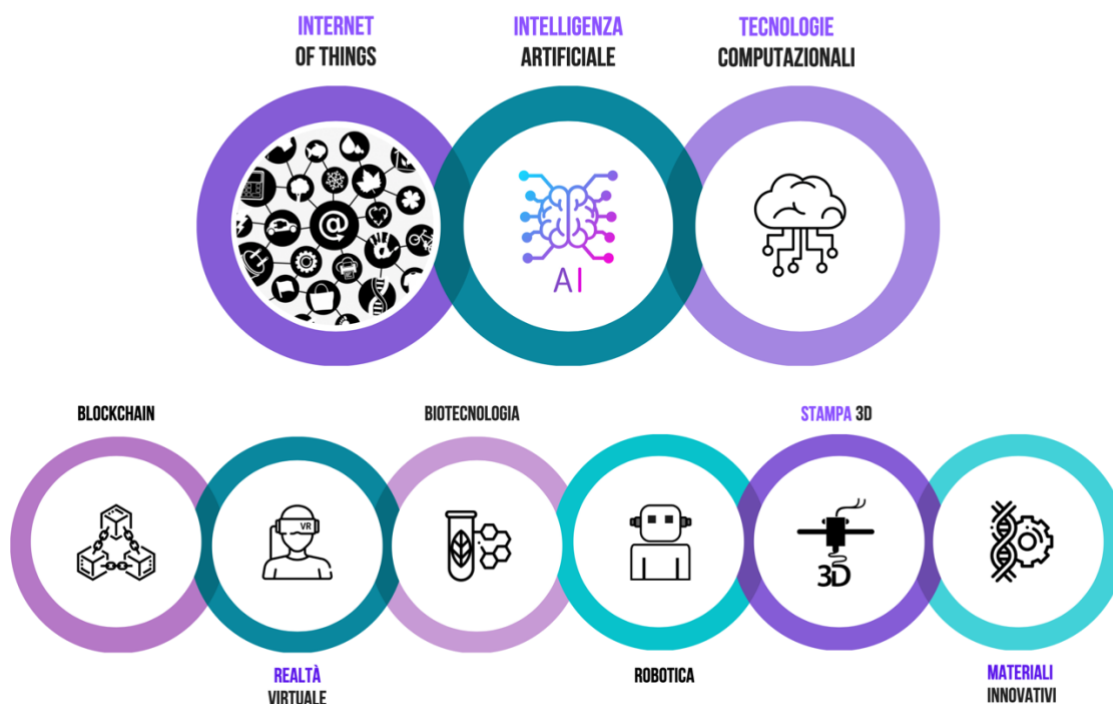 INTERNET
OF THINGS
INTELLIGENZA
ARTIFICIALE
TECNOLOGIE
COMPUTAZIONALI
@
AI
BLOCKCHAIN
BIOTECNOLOGIA
STAMPA 3D
VR
3D
REALTÀ
VIRTUALE
ROBOTICA
MATERIALI
INNOVATIVI